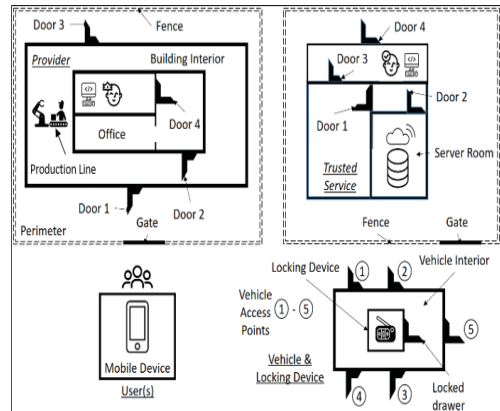 Door 3
Fence
Provider
Building Interior
Door 4
Office
Production Line
Door 1
Door 2
Perimeter
Gate
Door 4
Door 3
Door 2
Door 1
Server Room
Trusted
Service
Fence
Gate
Mobile Device
User(s)
Locking Device
1
2
Vehicle Interior
Vehicle
Access
Points
1 - 5
5
Vehicle &
Locking Device
4
3
Locked
drawer